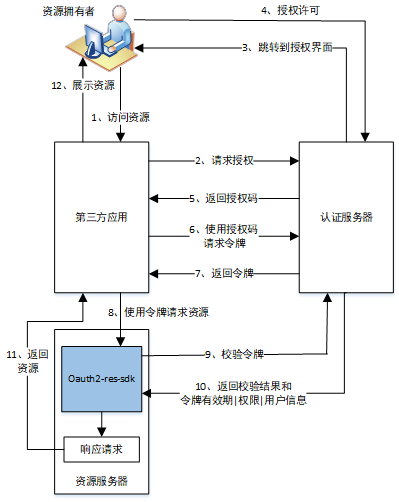 资源拥有者
4、授权许可
3、跳转到授权界面
12、展示资源
1、访问资源
2、请求授权
第三方应用
5、返回授权码
认证服务器
6、使用授权码
请求令牌
7、返回令牌
8、使用令牌请求资源
11、返回
资源
9、校验令牌
Oauth2-res-sdk
10、返回校验结果和
令牌有效期|权限|用户信息
响应请求
资源服务器